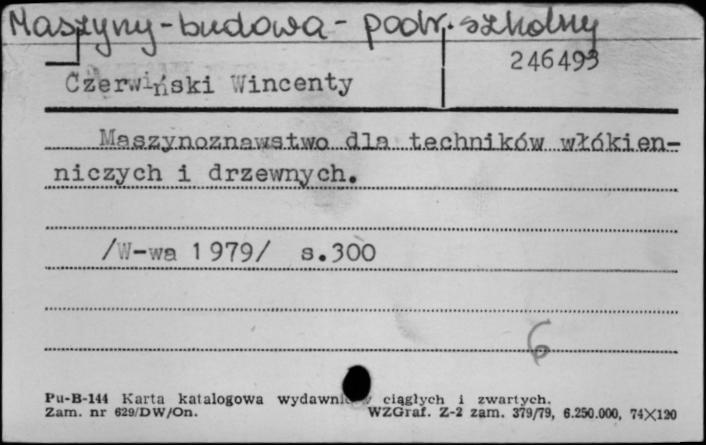 Maszyny - budowa - podr. szkolny
246493
Czerwiński Wincenty
Maszynoznawstwo dla techników włókien-
niczych i drzewnych.
/W-wa 1979/ s.300
6
Pu-B-144 Karta katalogowa ciągłych i zwartych.
Zam. nr 629/DW/On. WZGraf. Z-2 zam. 379/79, 6.250.000, 74X120